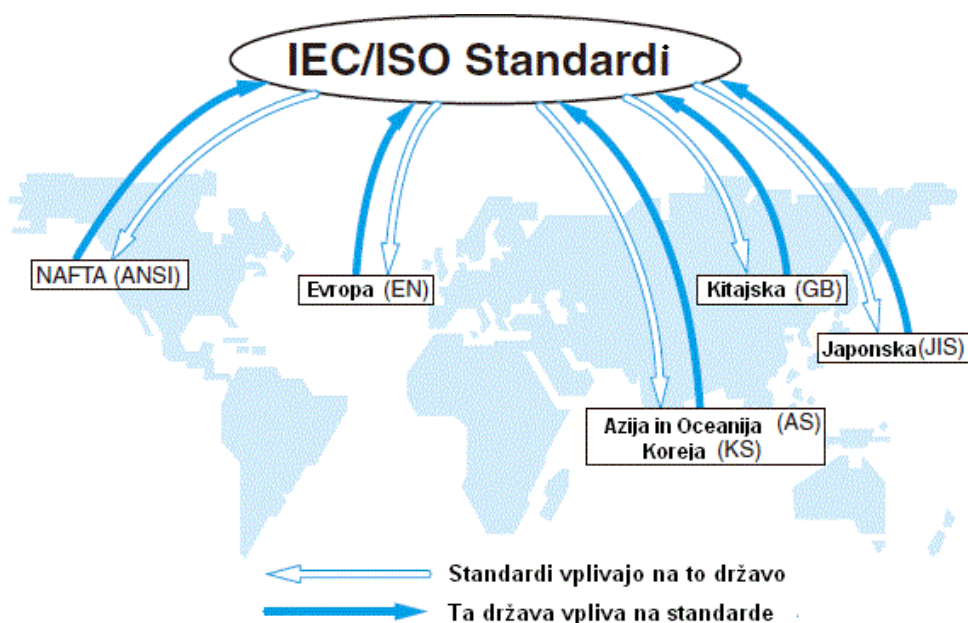 IEC/ISO Standardi
NAFTA (ANSI)
Evropa (EN)
Kitajska (GB)
Japonska (JIS)
Azija in Oceanija (AS)
Koreja (KS)
Standardi vplivajo na to državo
Ta država vpliva na standarde